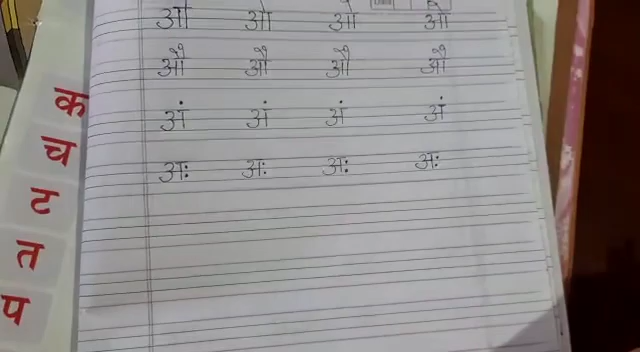 ओ ओ ओ ओ
औ औ औ औ
अं अं अं अं
अः अः अः अः
क
च
ट
त
प